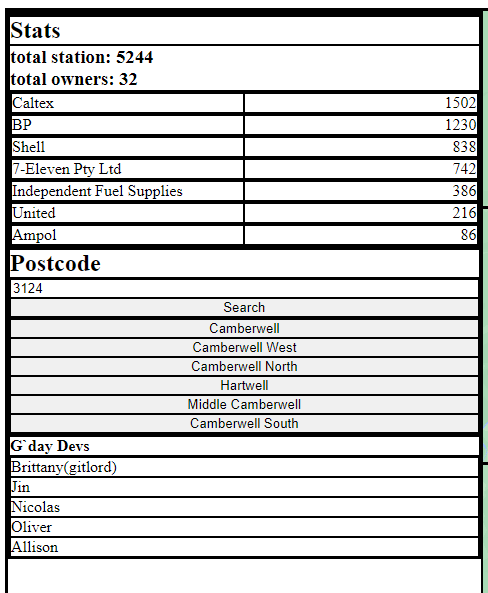 Stats
total station: 5244
total owners: 32
Caltex 1502
BP 1230
Shell 838
7-Eleven Pty Ltd 742
Independent Fuel Supplies 386
United 216
Ampol 86
Postcode
3124
Search
Camberwell
Camberwell West
Camberwell North
Hartwell
Middle Camberwell
Camberwell South
G`day Devs
Brittany(gitlord)
Jin
Nicolas
Oliver
Allison